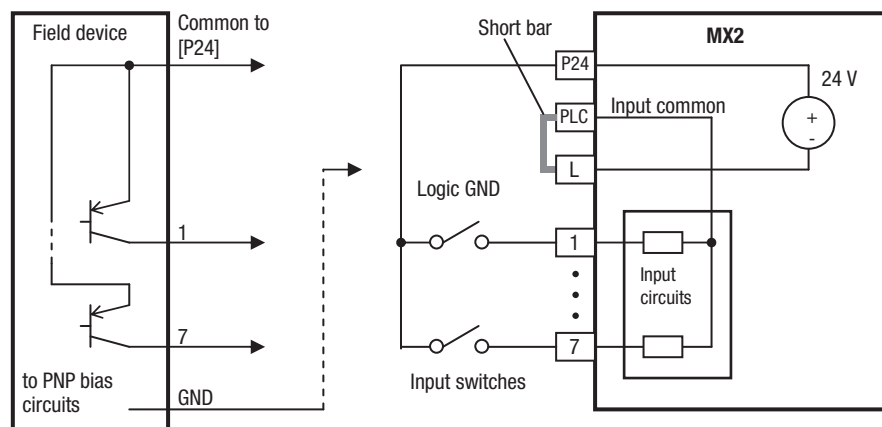 Field device
Common to
[P24]
1
7
to PNP bias
circuits
GND
Short bar
MX2
P24
24 V
PLC
Input common
+
-
L
Logic GND
1
Input
circuits
7
Input switches